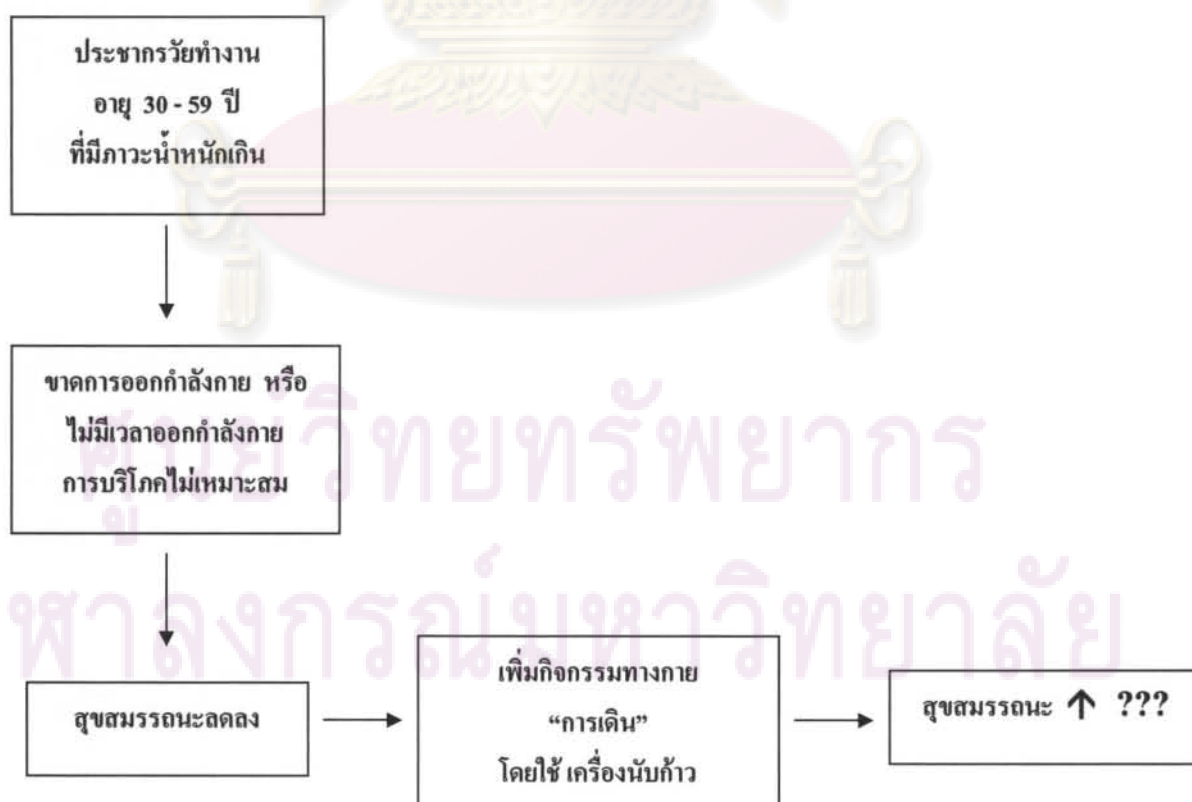 ประชากรวัยทำงาน
อายุ 30 - 59 ปี
ที่มีภาวะน้ำหนักเกิน
ขาดการออกกำลังกาย หรือ
ไม่มีเวลาออกกำลังกาย
การบริโภคไม่เหมาะสม
ศูนย์วิทยทรัพยากร
ฬาลงกรณ์มหาวิทยาลัย
สุขสมรรถนะลดลง
เพิ่มกิจกรรมทางกาย
“การเดิน”
โดยใช้ เครื่องนับก้าว
สุขสมรรถนะ ↑ ???